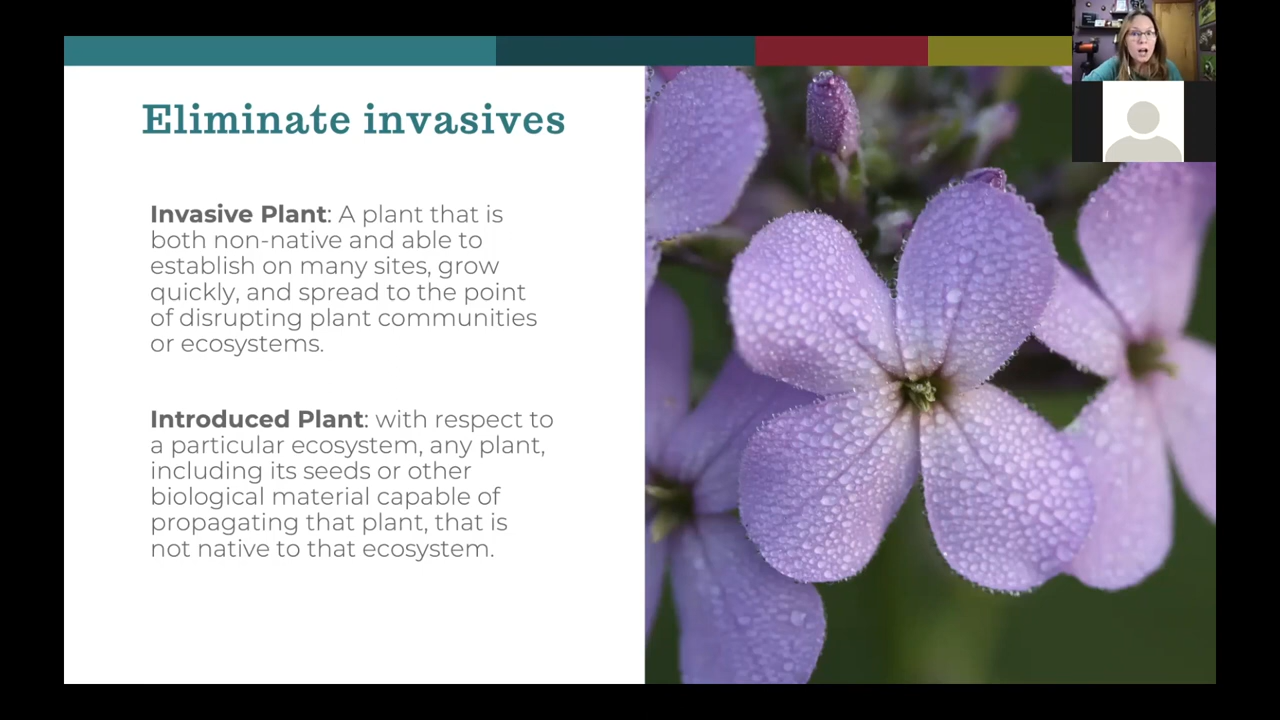 Eliminate invasives
Invasive Plant: A plant that is
both non-native and able to
establish on many sites, grow
quickly, and spread to the point
of disrupting plant communities
or ecosystems.
Introduced Plant: with respect to
a particular ecosystem, any plant,
including its seeds or other
biological material capable of
propagating that plant, that is
not native to that ecosystem.